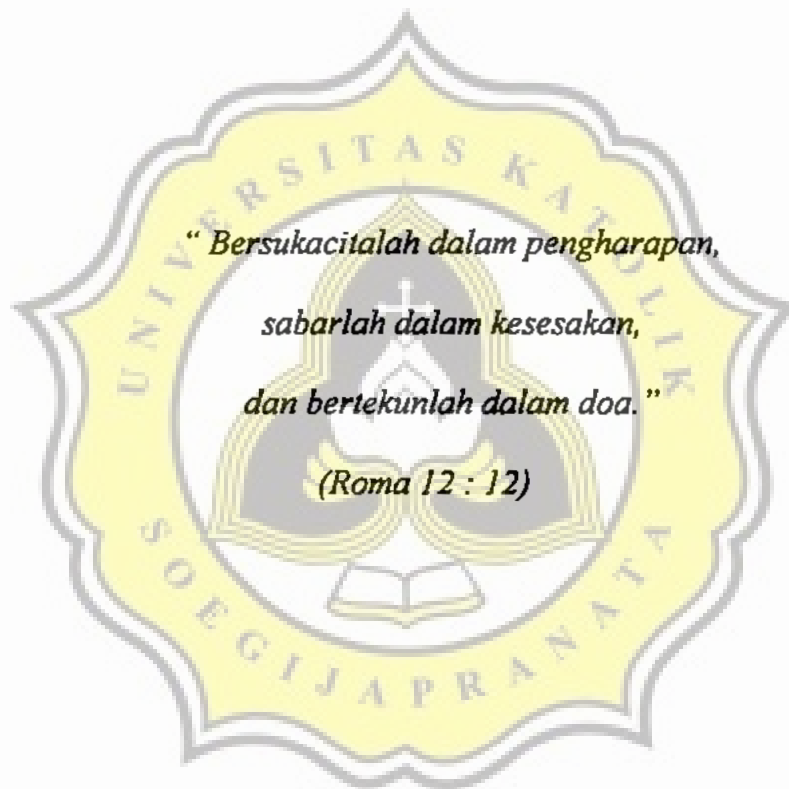 UNIVERSITAS KATOLIK
“ Bersukacitalah dalam pengharapan,
sabarlah dalam kesesakan,
dan bertekunlah dalam doa.”
(Roma 12 : 12)
SOEGIJAPRANATA